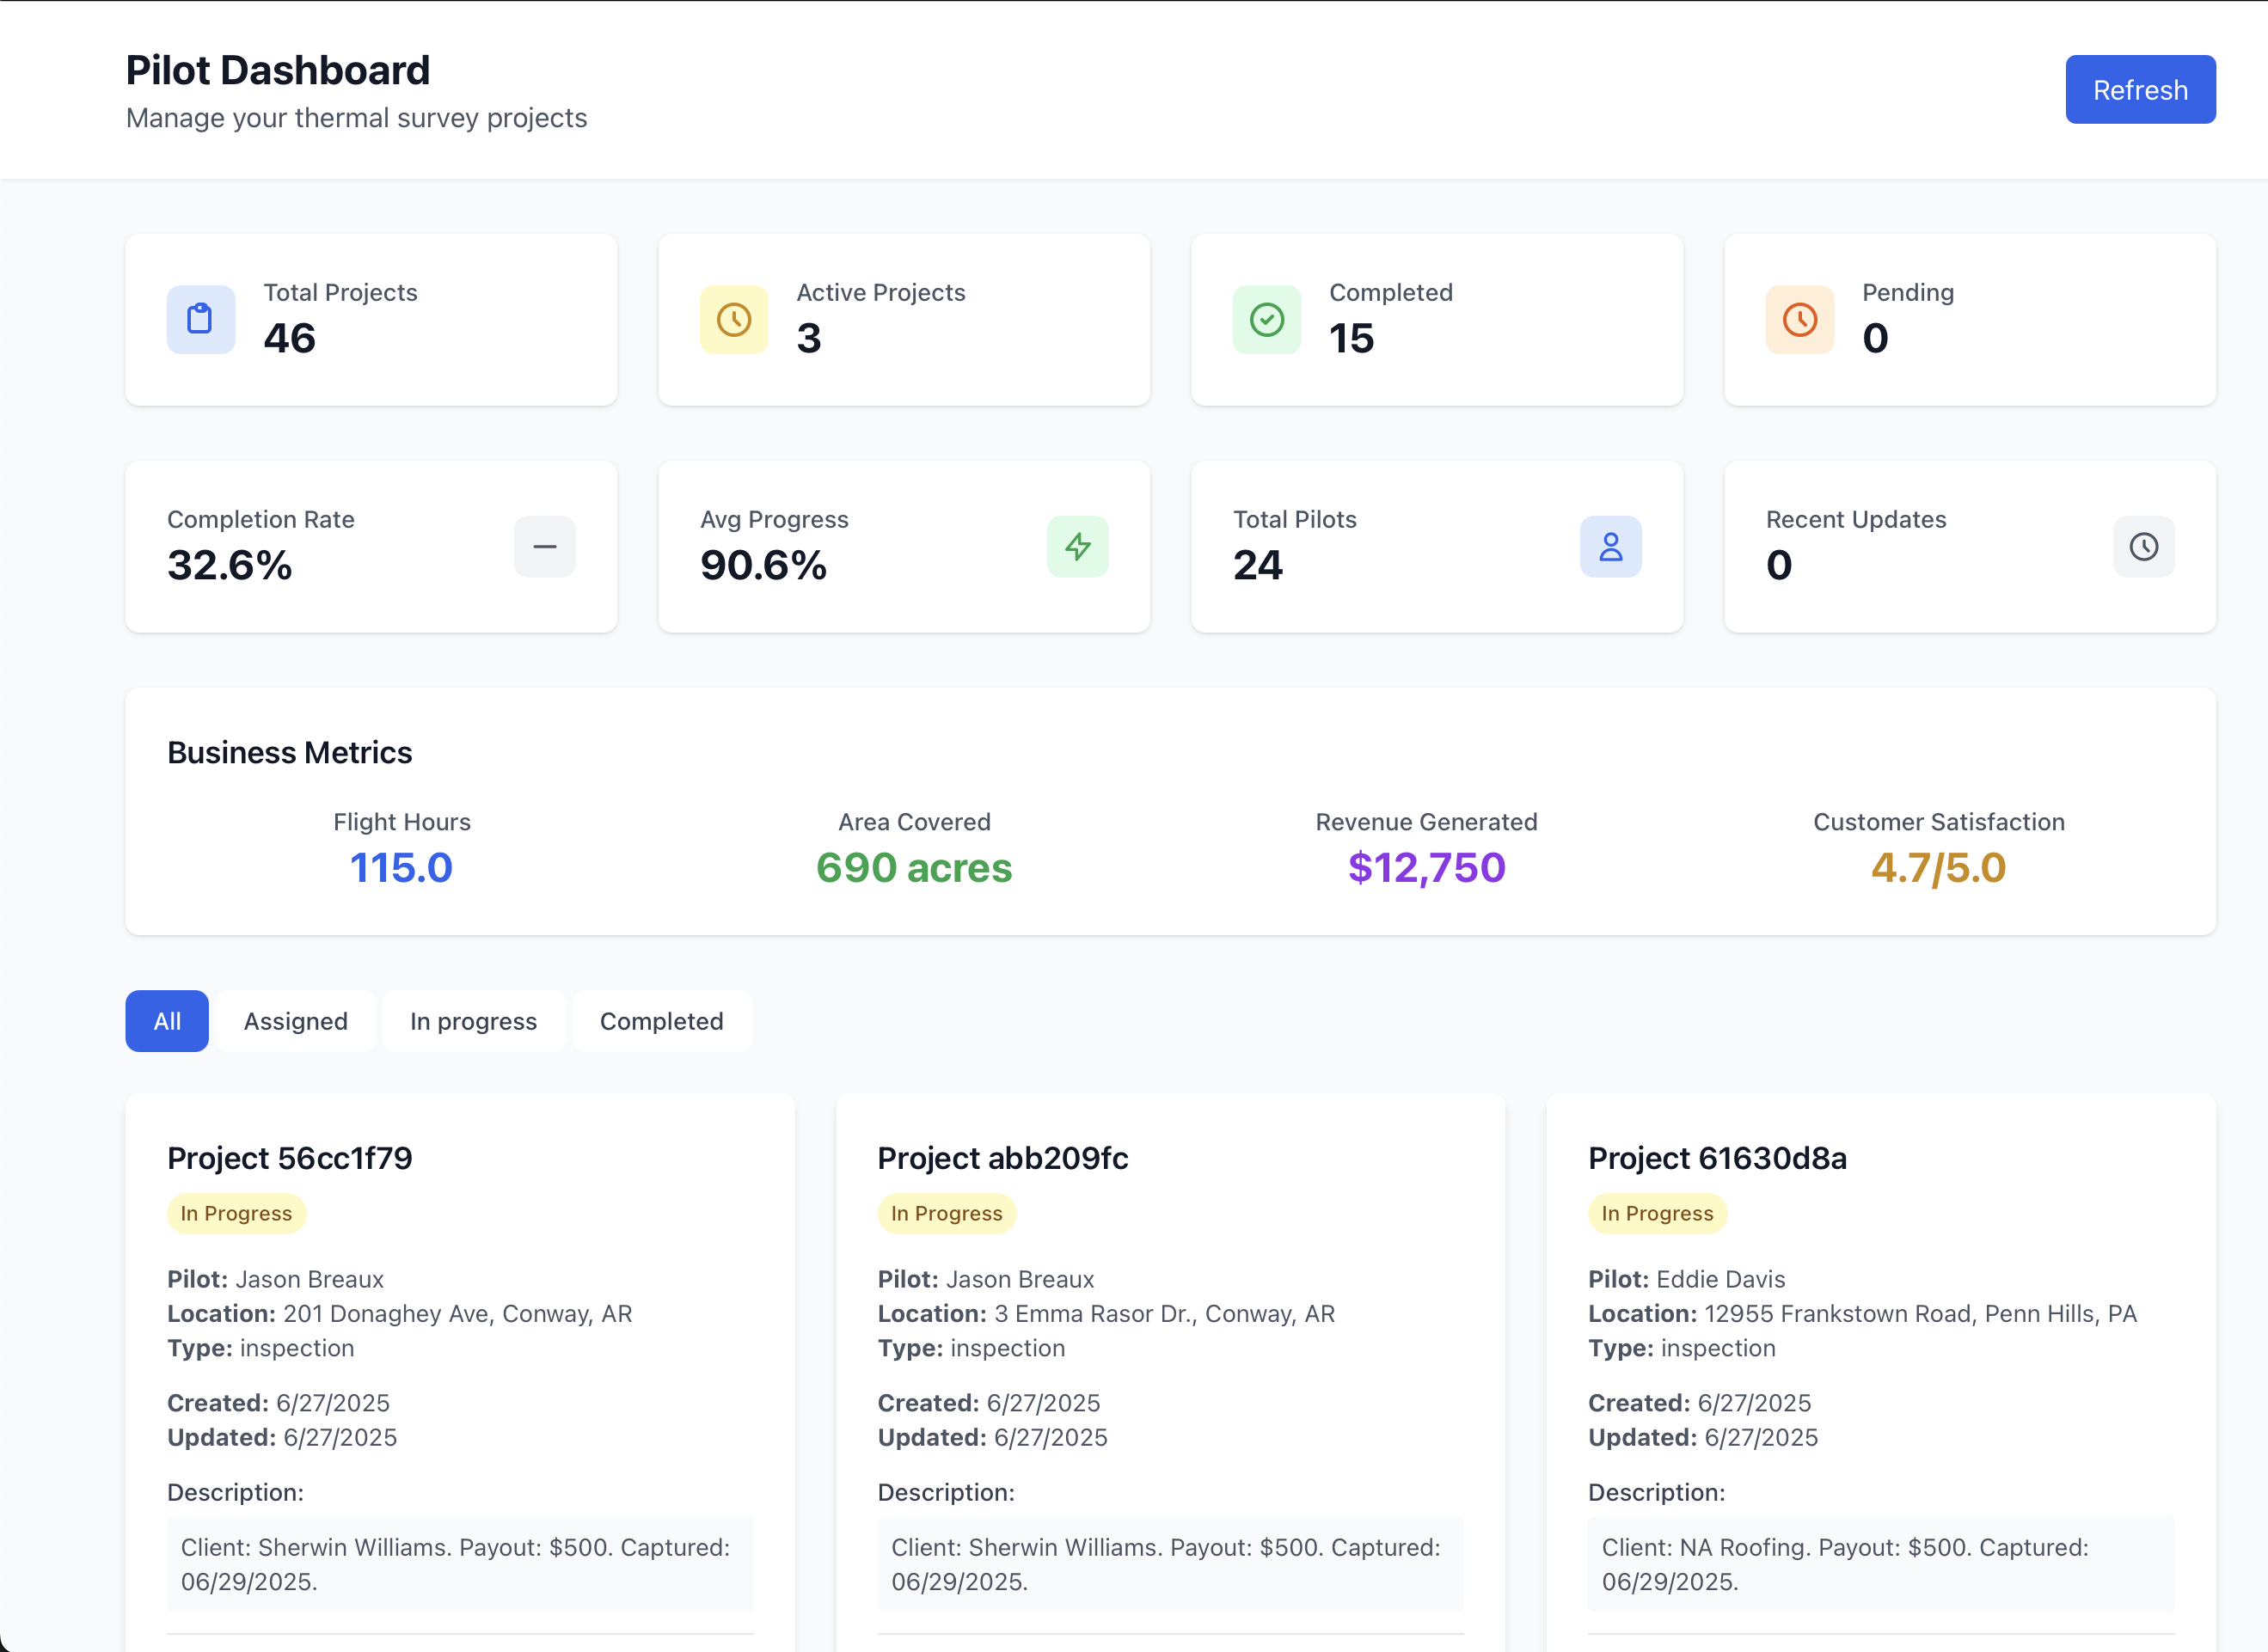 Pilot Dashboard
Manage your thermal survey projects
Refresh
Total Projects
46
Active Projects
3
Completed
15
Pending
0
Completion Rate
32.6%
Avg Progress
90.6%
Total Pilots
24
Recent Updates
0
Business Metrics
Flight Hours
115.0
Area Covered
690 acres
Revenue Generated
$12,750
Customer Satisfaction
4.7/5.0
All
Assigned
In progress
Completed
Project 56cc1f79
In Progress
Pilot: Jason Breaux
Location: 201 Donaghey Ave, Conway, AR
Type: inspection
Created: 6/27/2025
Updated: 6/27/2025
Description:
Client: Sherwin Williams. Payout: $500. Captured:
06/29/2025.
Project abb209fc
In Progress
Pilot: Jason Breaux
Location: 3 Emma Rasor Dr., Conway, AR
Type: inspection
Created: 6/27/2025
Updated: 6/27/2025
Description:
Client: Sherwin Williams. Payout: $500. Captured:
06/29/2025.
Project 61630d8a
In Progress
Pilot: Eddie Davis
Location: 12955 Frankstown Road, Penn Hills, PA
Type: inspection
Created: 6/27/2025
Updated: 6/27/2025
Description:
Client: NA Roofing. Payout: $500. Captured:
06/29/2025.